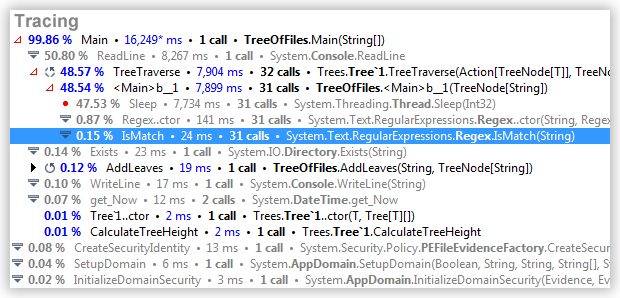 Tracing
99.86 % Main • 16,249* ms • 1 call • TreeOfFiles.Main(String[])
50.80 % ReadLine • 8,267 ms • 1 call • System.Console.ReadLine
48.57 % TreeTraverse • 7,904 ms • 32 calls • Trees.Tree`1.TreeTraverse(Action[TreeNode[T]], TreeNode
48.54 % <Main>b__1 • 7,899 ms • 31 calls • TreeOfFiles.<Main>b__1(TreeNode[String])
47.53 % Sleep • 7,734 ms • 31 calls • System.Threading.Thread.Sleep(Int32)
0.87 % Regex..ctor • 141 ms • 31 calls • System.Text.RegularExpressions.Regex..ctor(String, Regex
0.15 % IsMatch • 24 ms • 31 calls • System.Text.RegularExpressions.Regex.IsMatch(String)
0.14 % Exists • 23 ms • 1 call • System.IO.Directory.Exists(String)
0.12 % AddLeaves • 19 ms • 1 call • TreeOfFiles.AddLeaves(String, TreeNode[String])
0.10 % WriteLine • 17 ms • 1 call • System.Console.WriteLine(String)
0.07 % get_Now • 12 ms • 2 calls • System.DateTime.get_Now
0.01 % Tree`1..ctor • 2 ms • 1 call • Trees.Tree`1..ctor(T, Tree[T][])
0.01 % CalculateTreeHeight • 2 ms • 1 call • Trees.Tree`1.CalculateTreeHeight
0.08 % CreateSecurityIdentity • 13 ms • 1 call • System.Security.Policy.PEFileEvidenceFactory.CreateSecur
0.04 % SetupDomain • 6 ms • 1 call • System.AppDomain.SetupDomain(Boolean, String, String, String[], St
0.02 % InitializeDomainSecurity • 3 ms • 1 call • System.AppDomain.InitializeDomainSecurity(Evidence, Ev